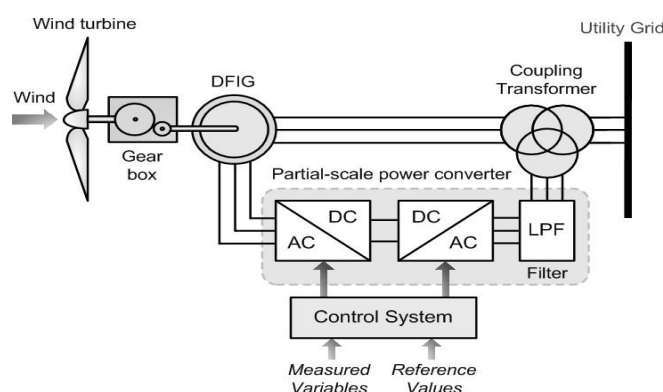 Wind turbine
Utility Grid
DFIG
Coupling
Transformer
Wind
Gear
box
Partial-scale power converter
DC
AC
DC
AC
LPF
Filter
Control System
Measured
Variables
Reference
Values